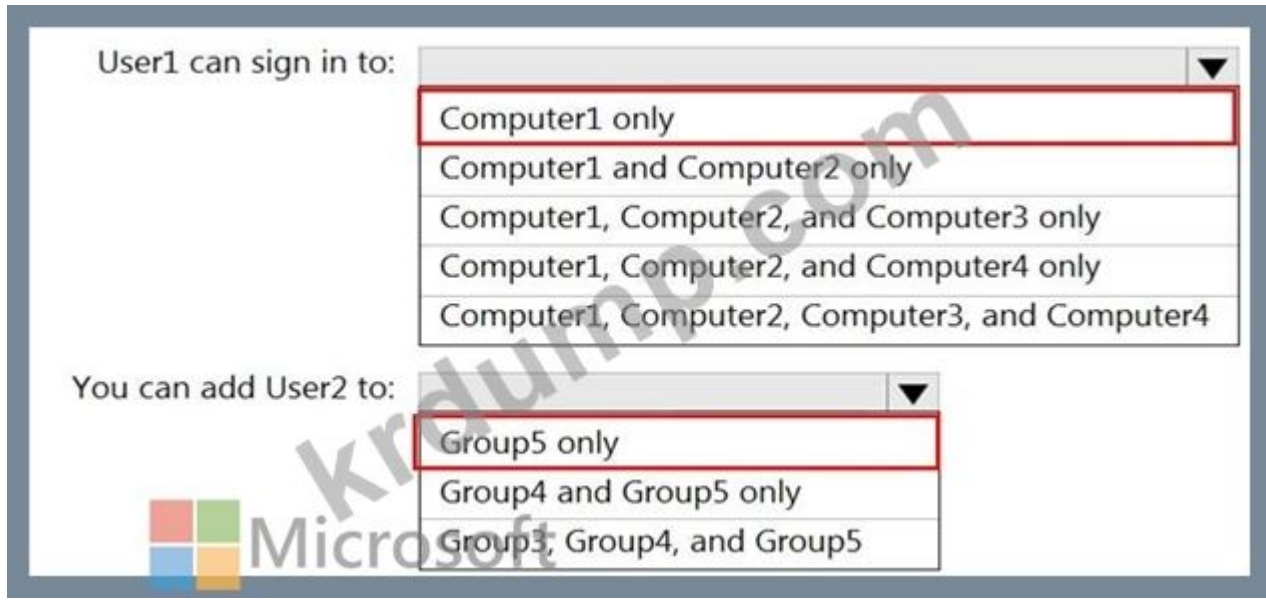 User1 can sign in to:
Computer1 only
Computer1 and Computer2 only
Computer1, Computer2, and Computer3 only
Computer1, Computer2, and Computer4 only
Computer1, Computer2, Computer3, and Computer4
You can add User2 to:
Group5 only
Group4 and Group5 only
Group3, Group4, and Group5
krdump.com
Microsoft